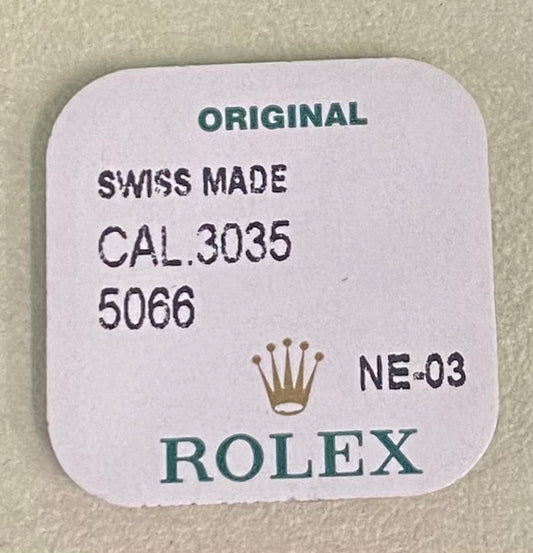 ORIGINAL
SWISS MADE
CAL.3035
5066
NE-03
ROLEX